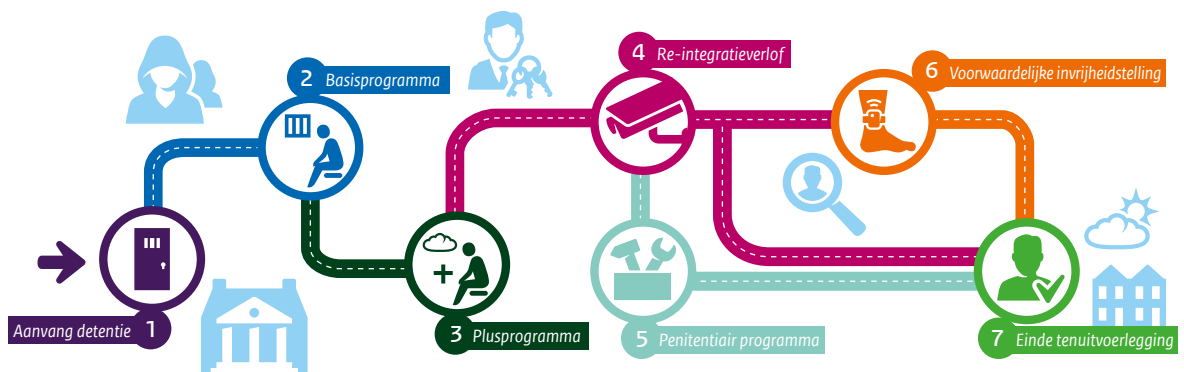 1 Aanvang detentie
2 Basisprogramma
3 Plusprogramma
4 Re-integratieverlof
5 Penitentiair programma
6 Voorwaardelijke invrijheidstelling
7 Einde tenuitvoerlegging